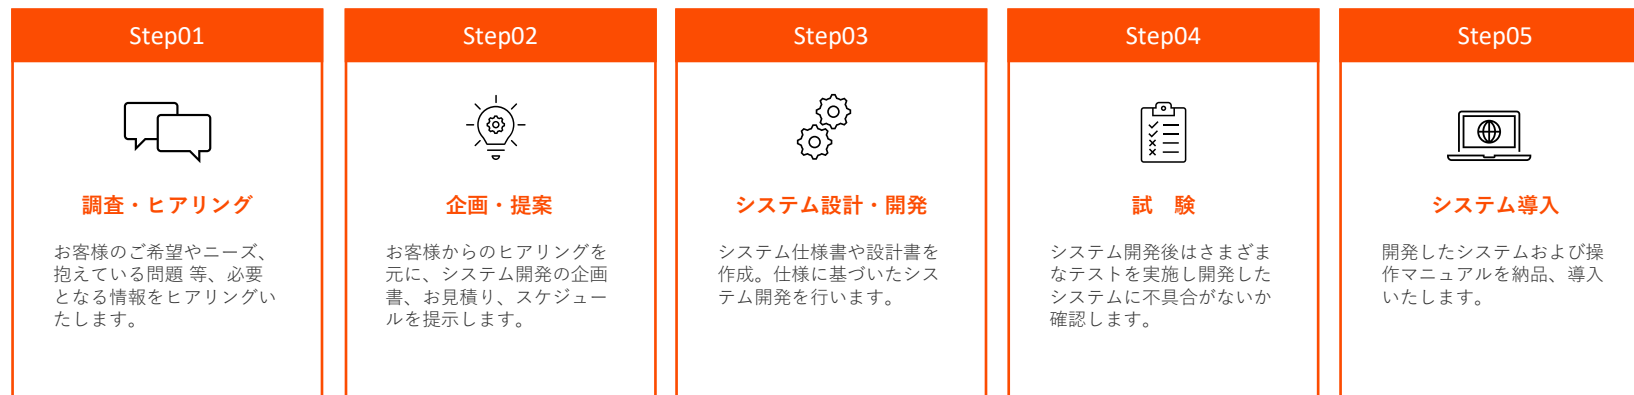 Step01
調査・ヒアリング
お客様のご希望やニーズ、
抱えている問題 等、必要
となる情報をヒアリングい
たします。
Step02
企画・提案
お客様からのヒアリングを
元に、システム開発の企画
書、お見積り、スケジュー
ルを提示します。
Step03
システム設計・開発
システム仕様書や設計書を
作成。仕様に基づいたシス
テム開発を行います。
Step04
試　験
システム開発後はさまざま
なテストを実施し開発した
システムに不具合がないか
確認します。
Step05
システム導入
開発したシステムおよび操
作マニュアルを納品、導入
いたします。